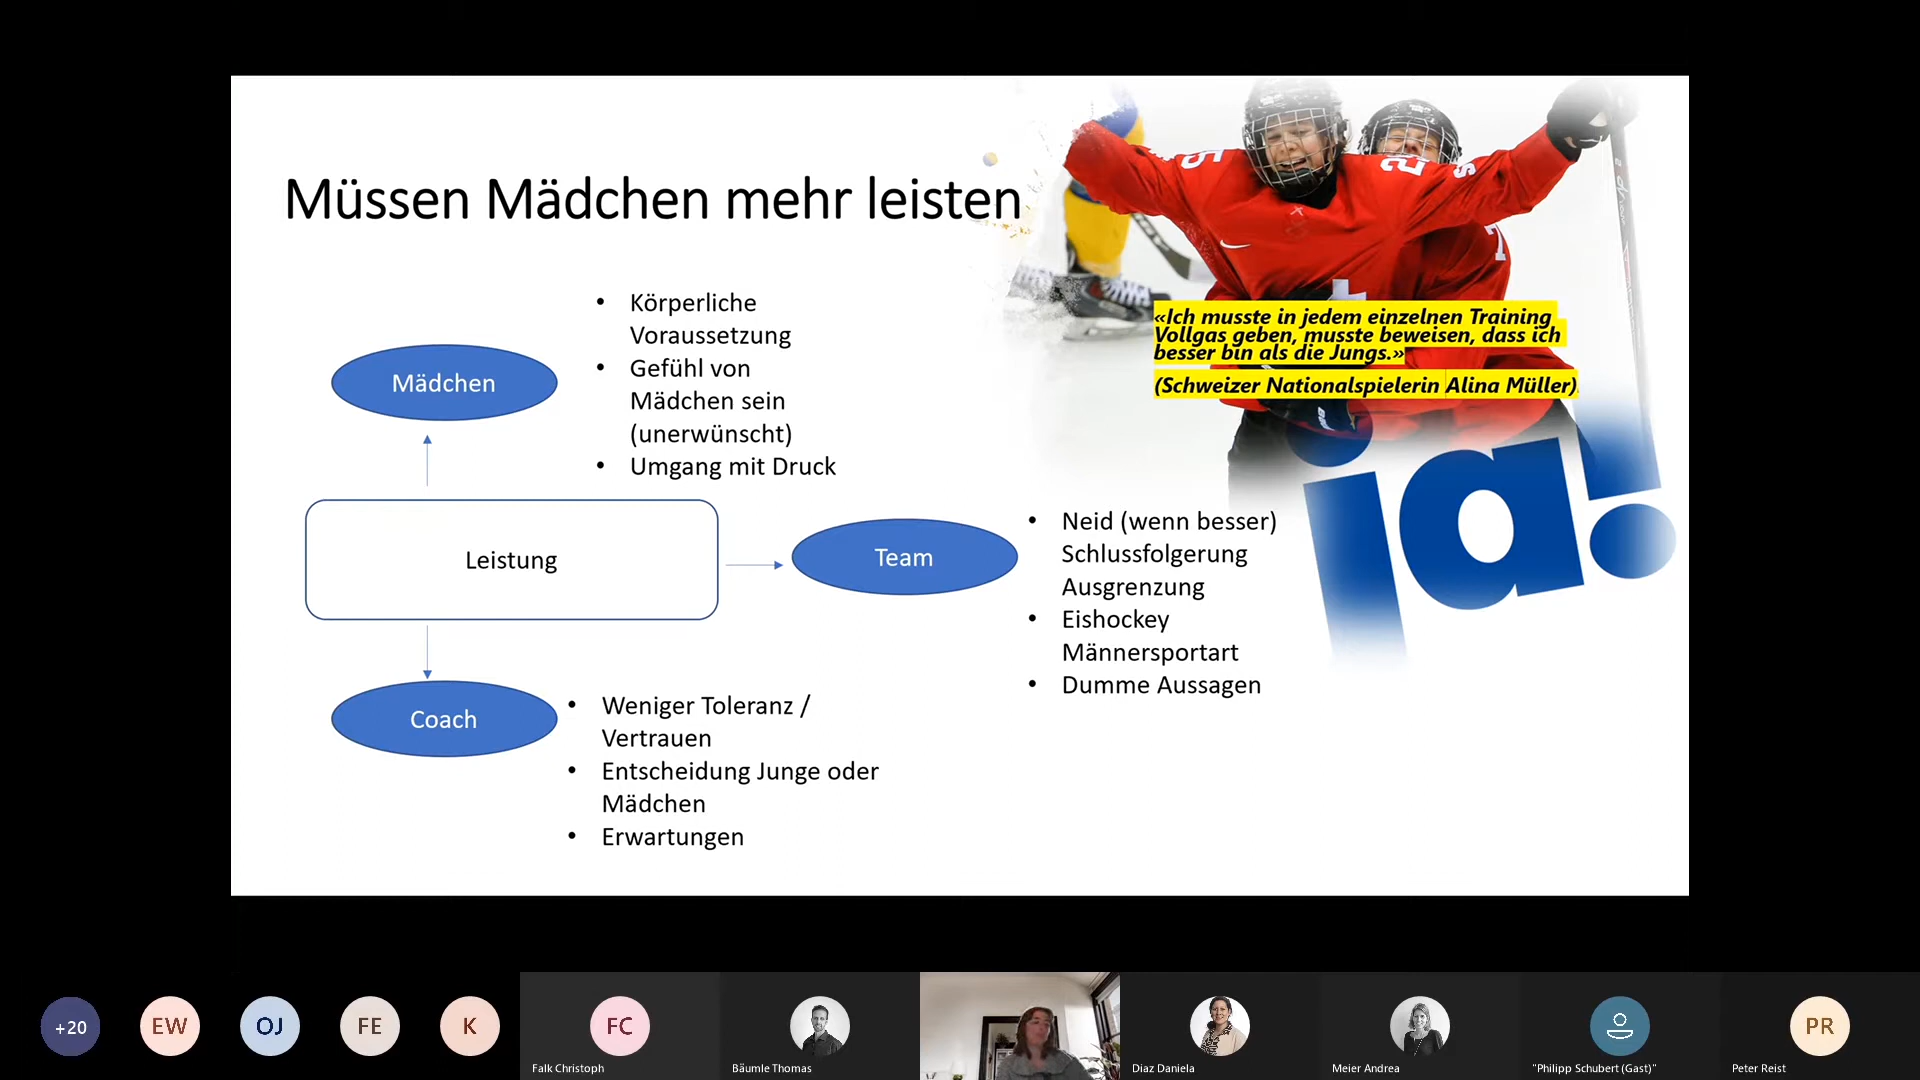 Müssen Mädchen mehr leisten
• Körperliche
Voraussetzung
• Gefühl von
Mädchen sein
(unerwünscht)
• Umgang mit Druck
Mädchen
Leistung
Team
Coach
• Neid (wenn besser)
Schlussfolgerung
Ausgrenzung
• Eishockey
Männersportart
• Dumme Aussagen
• Weniger Toleranz /
Vertrauen
• Entscheidung Junge oder
Mädchen
• Erwartungen
«Ich musste in jedem einzelnen Training
Vollgas geben, musste beweisen, dass ich
besser bin als die Jungs.»
(Schweizer Nationalspielerin Alina Müller)
ja!
+20
EW
OJ
FE
K
FC
Falk Christoph
Bäumle Thomas
Diaz Daniela
Meier Andrea
"Philipp Schubert (Gast)"
PR
Peter Reist